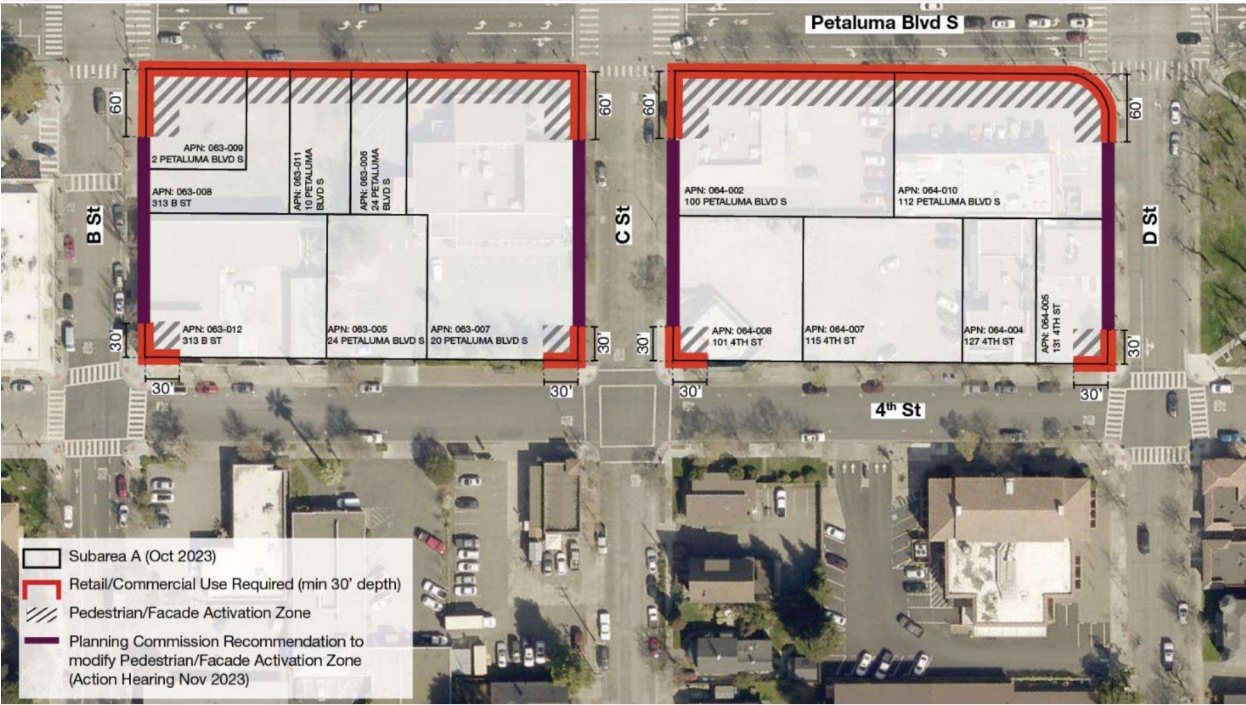 Petaluma Blvd S
60'
60'
60'
60'
APN: 063-009
2 PETALUMA BLVD S
APN: 063-011
10 PETALUMA
BLVD S
APN: 063-006
24 PETALUMA
BLVD S
APN: 063-008
313 B ST
APN: 064-002
100 PETALUMA BLVD S
APN: 064-010
112 PETALUMA BLVD S
B St
C St
D St
APN: 063-012
313 B ST
APN: 063-005
24 PETALUMA BLVD S
APN: 063-007
20 PETALUMA BLVD S
APN: 064-008
101 4TH ST
APN: 064-007
115 4TH ST
APN: 064-004
127 4TH ST
APN: 064-005
131 4TH ST
30'
30'
30'
30'
30'
30'
30'
4th St
Subarea A (Oct 2023)
Retail/Commercial Use Required (min 30' depth)
Pedestrian/Facade Activation Zone
Planning Commission Recommendation to
modify Pedestrian/Facade Activation Zone
(Action Hearing Nov 2023)